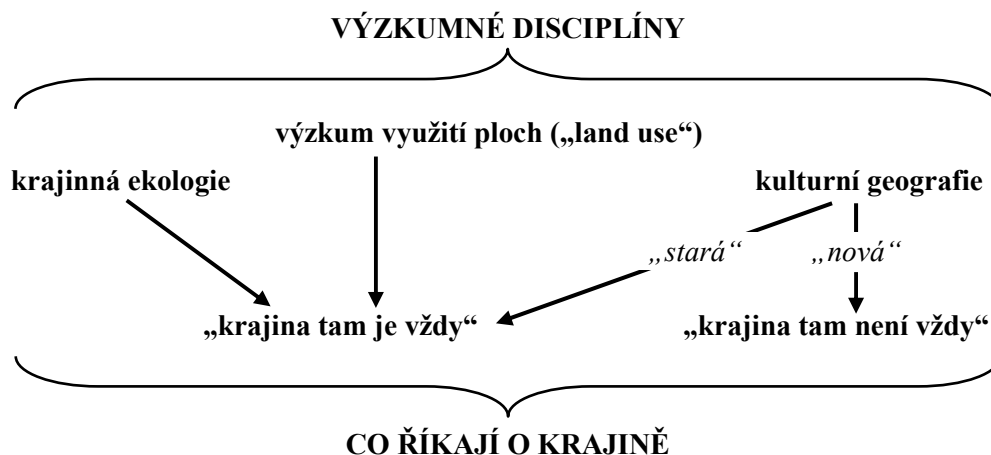 VÝZKUMNÉ DISCIPLÍNY
výzkum využití ploch („land use“)
krajinná ekologie
kulturní geografie
„stará“
„nová“
„krajina tam je vždy“
„krajina tam není vždy“
CO ŘÍKAJÍ O KRAJINĚ